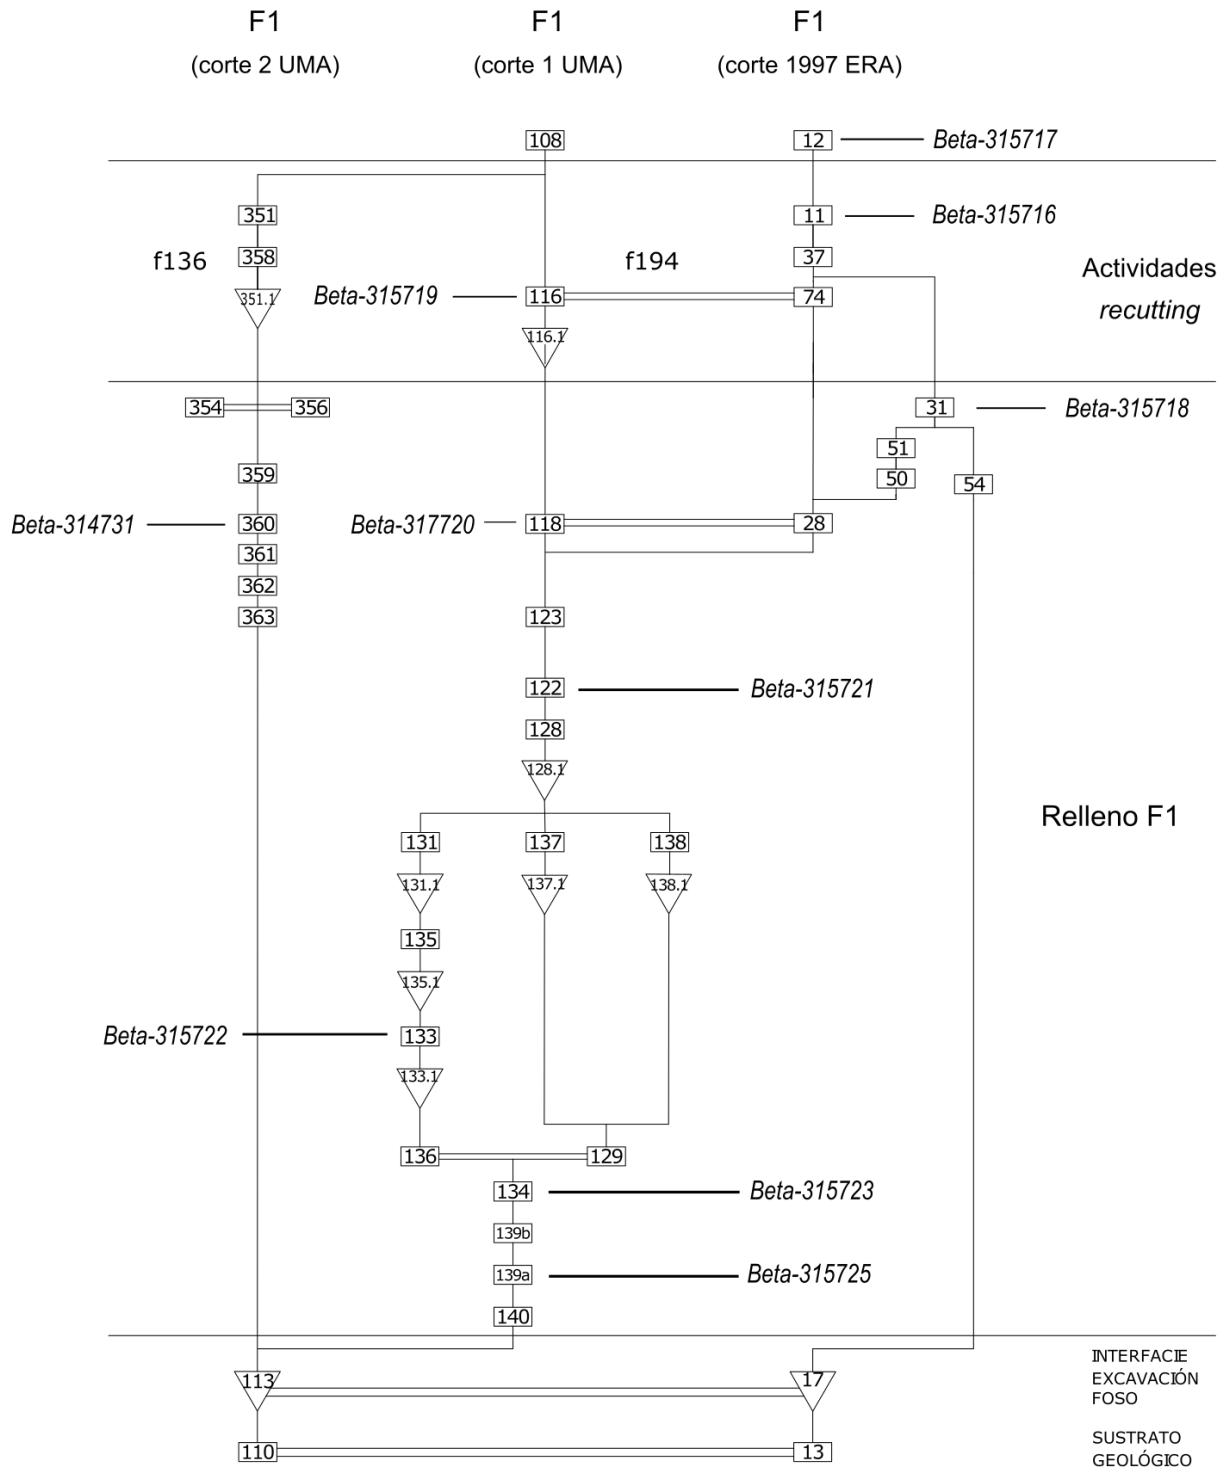 F1 F1 F1
(corte 2 UMA) (corte 1 UMA) (corte 1997 ERA)
108 12 Beta-315717
351 11 Beta-315716
f136 358 f194 37
Actividades
351.1 Beta-315719 116 74
recutting
116.1
354 356 31 Beta-315718
51
359 50 54
Beta-314731 360 Beta-317720 118 28
361
362
363 123
122 Beta-315721
128
128.1
Relleno F1
131 137 138
131.1 137.1 138.1
135
135.1
Beta-315722 133
133.1
136 129
134 Beta-315723
139b
139a Beta-315725
140
INTERFACIE
113 17 EXCAVACIÓN
FOSO
SUSTRATO
110 13 GEOLÓGICO